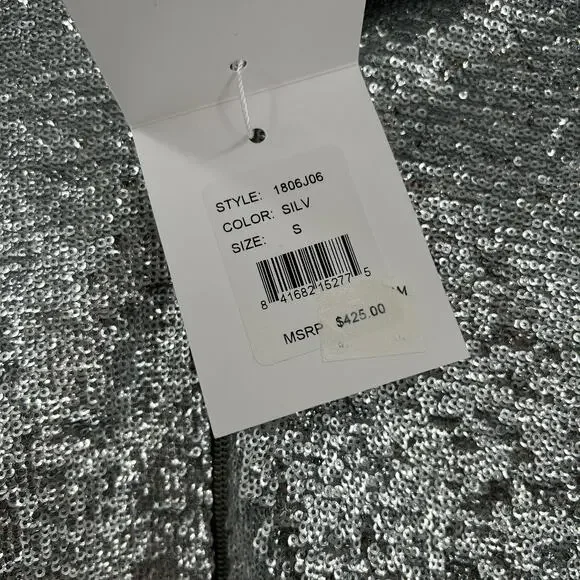 STYLE: 1806J06
COLOR: SILV
SIZE: S
8 41682 15277 5
M
MSRP $425.00